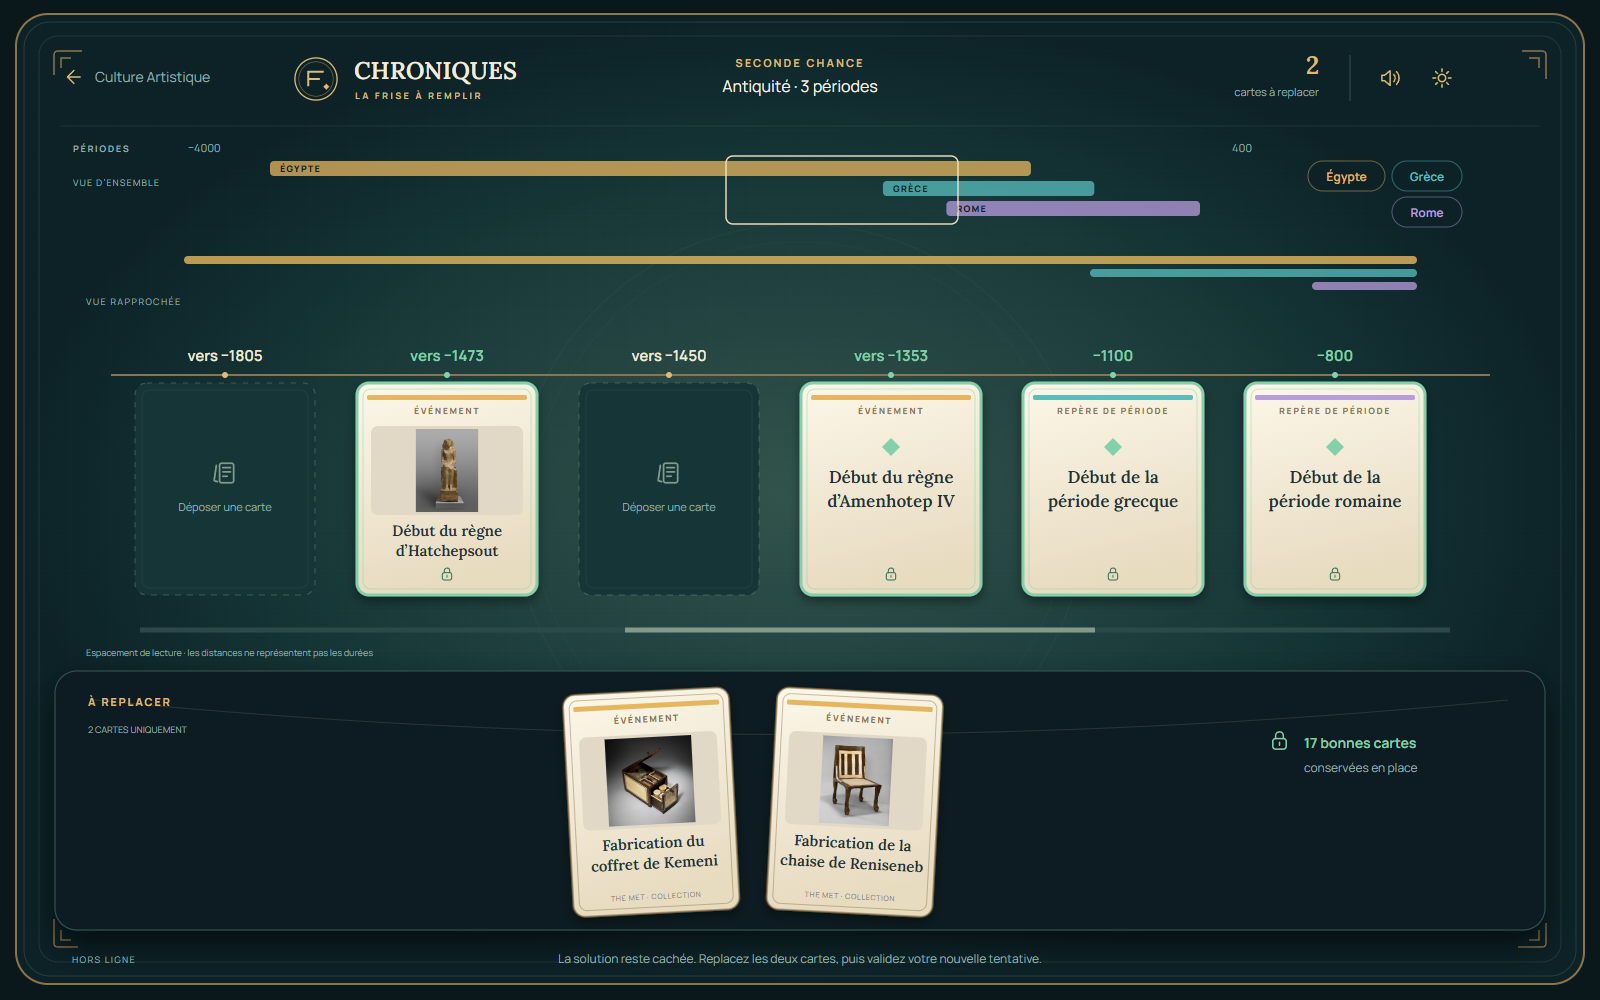 Culture Artistique
CHRONIQUES
LA FRISE À REMPLIR
SECONDE CHANCE
Antiquité · 3 périodes
2
cartes à replacer
PÉRIODES
−4000
400
VUE D'ENSEMBLE
ÉGYPTE
GRÈCE
ROME
Égypte
Grèce
Rome
VUE RAPPROCHÉE
vers −1805
vers −1473
vers −1450
vers −1353
−1100
−800
Déposer une carte
ÉVÉNEMENT
Début du règne
d’Hatchepsout
Déposer une carte
ÉVÉNEMENT
Début du règne
d’Amenhotep IV
REPÈRE DE PÉRIODE
Début de la
période grecque
REPÈRE DE PÉRIODE
Début de la
période romaine
Espacement de lecture · les distances ne représentent pas les durées
À REPLACER
2 CARTES UNIQUEMENT
ÉVÉNEMENT
Fabrication du
coffret de Kemeni
THE MET · COLLECTION
ÉVÉNEMENT
Fabrication de la
chaise de Reniseneb
THE MET · COLLECTION
17 bonnes cartes
conservées en place
HORS LIGNE
La solution reste cachée. Replacez les deux cartes, puis validez votre nouvelle tentative.